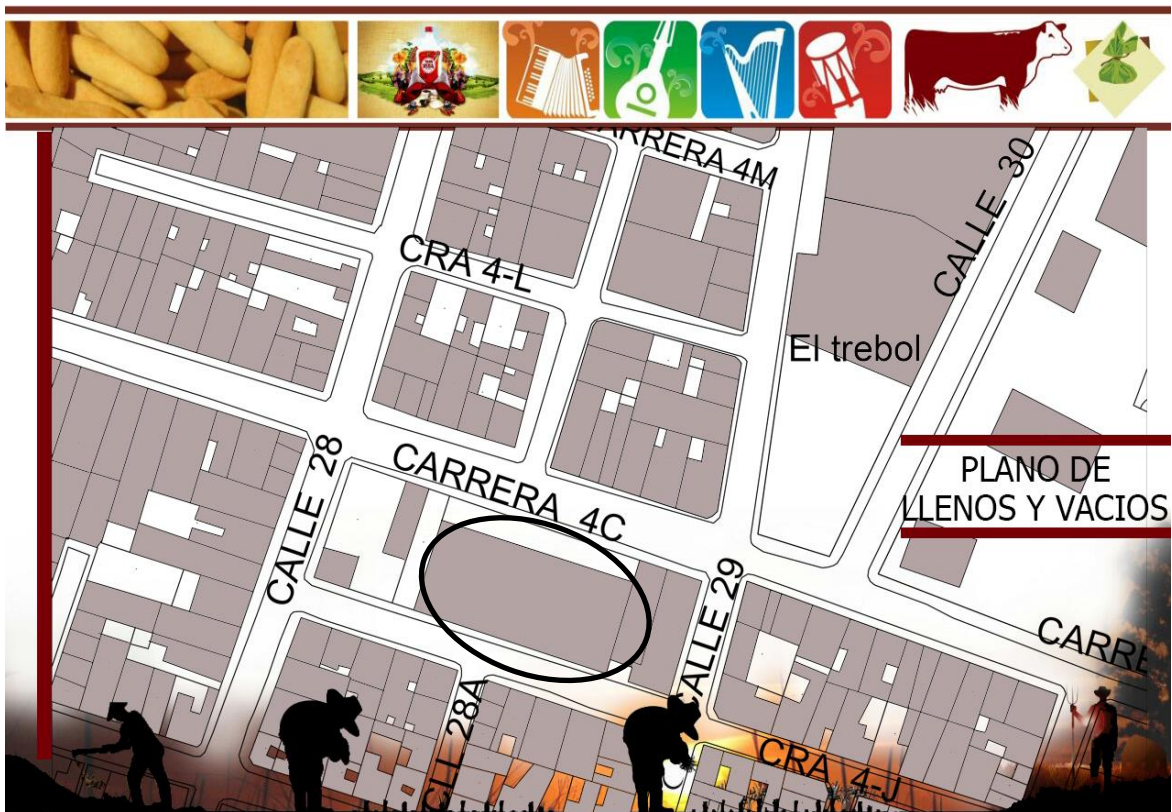 CARRERA 4M
CALLE 30
CRA 4-L
El trebol
CARRERA 4C
CALLE 28
PLANO DE
LLENOS Y VACIOS
CALLE 29
CARRE
CLL 28A
CRA 4-J